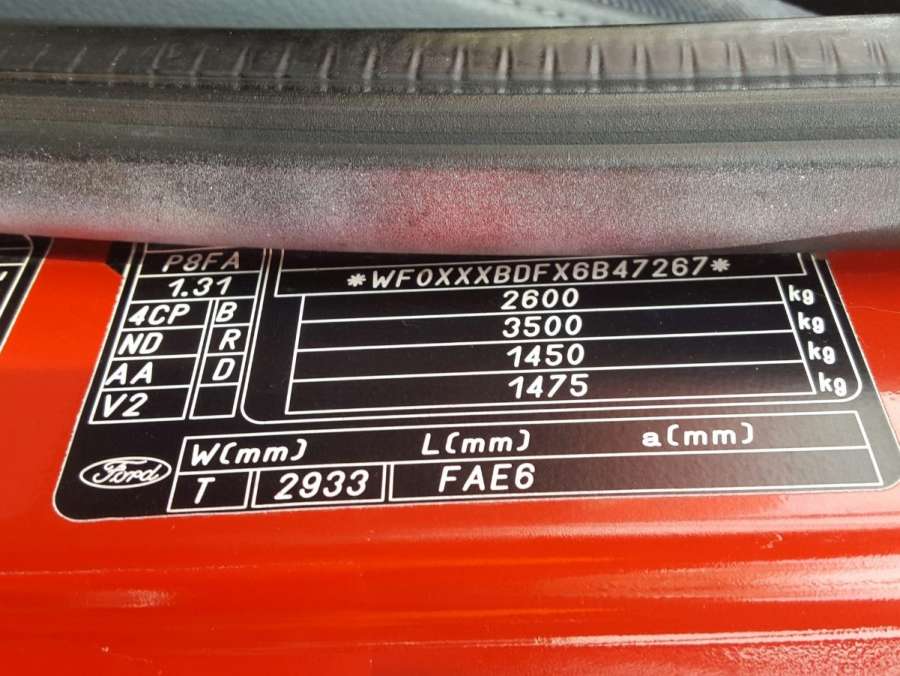 P8FA
*WF0XXXBDFX6B47267*
1.31
2600 kg
4CP B
3500 kg
ND R
1450 kg
AA D
1475 kg
V2
W(mm) L(mm) a(mm)
Ford
T 2933 FAE6